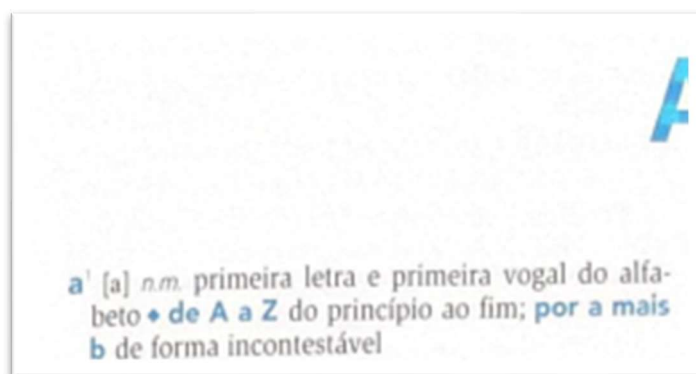 A
a¹ [a] n.m. primeira letra e primeira vogal do alfa-
beto ♦ de A a Z do princípio ao fim; por a mais
b de forma incontestável